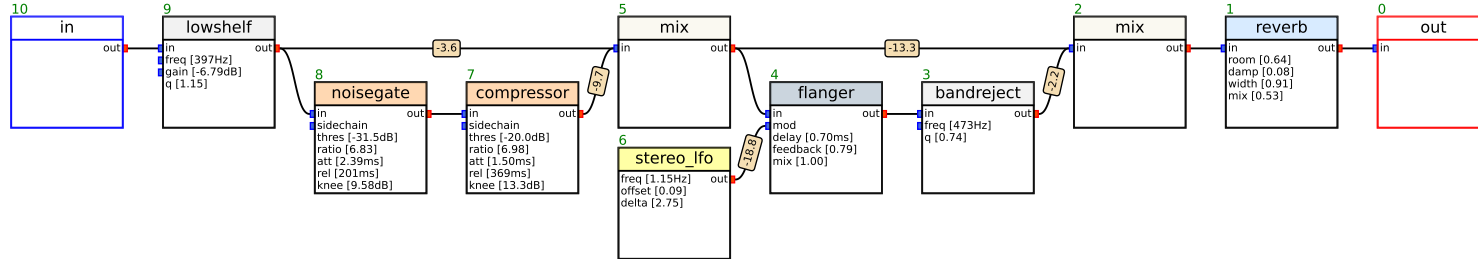 10
in
out
9
lowshelf
in
out
freq [397Hz]
gain [-6.79dB]
q [1.15]
-3.6
8
noisegate
in
out
sidechain
thres [-31.5dB]
ratio [6.83]
att [2.39ms]
rel [201ms]
knee [9.58dB]
7
compressor
in
out
sidechain
thres [-20.0dB]
ratio [6.98]
att [1.50ms]
rel [369ms]
knee [13.3dB]
-9.7
5
mix
in
out
6
stereo_lfo
freq [1.15Hz]
out
offset [0.09]
delta [2.75]
-18.8
-13.3
4
flanger
in
out
mod
delay [0.70ms]
feedback [0.79]
mix [1.00]
3
bandreject
in
out
freq [473Hz]
q [0.74]
-2.2
2
mix
in
out
1
reverb
in
out
room [0.64]
damp [0.08]
width [0.91]
mix [0.53]
0
out
in